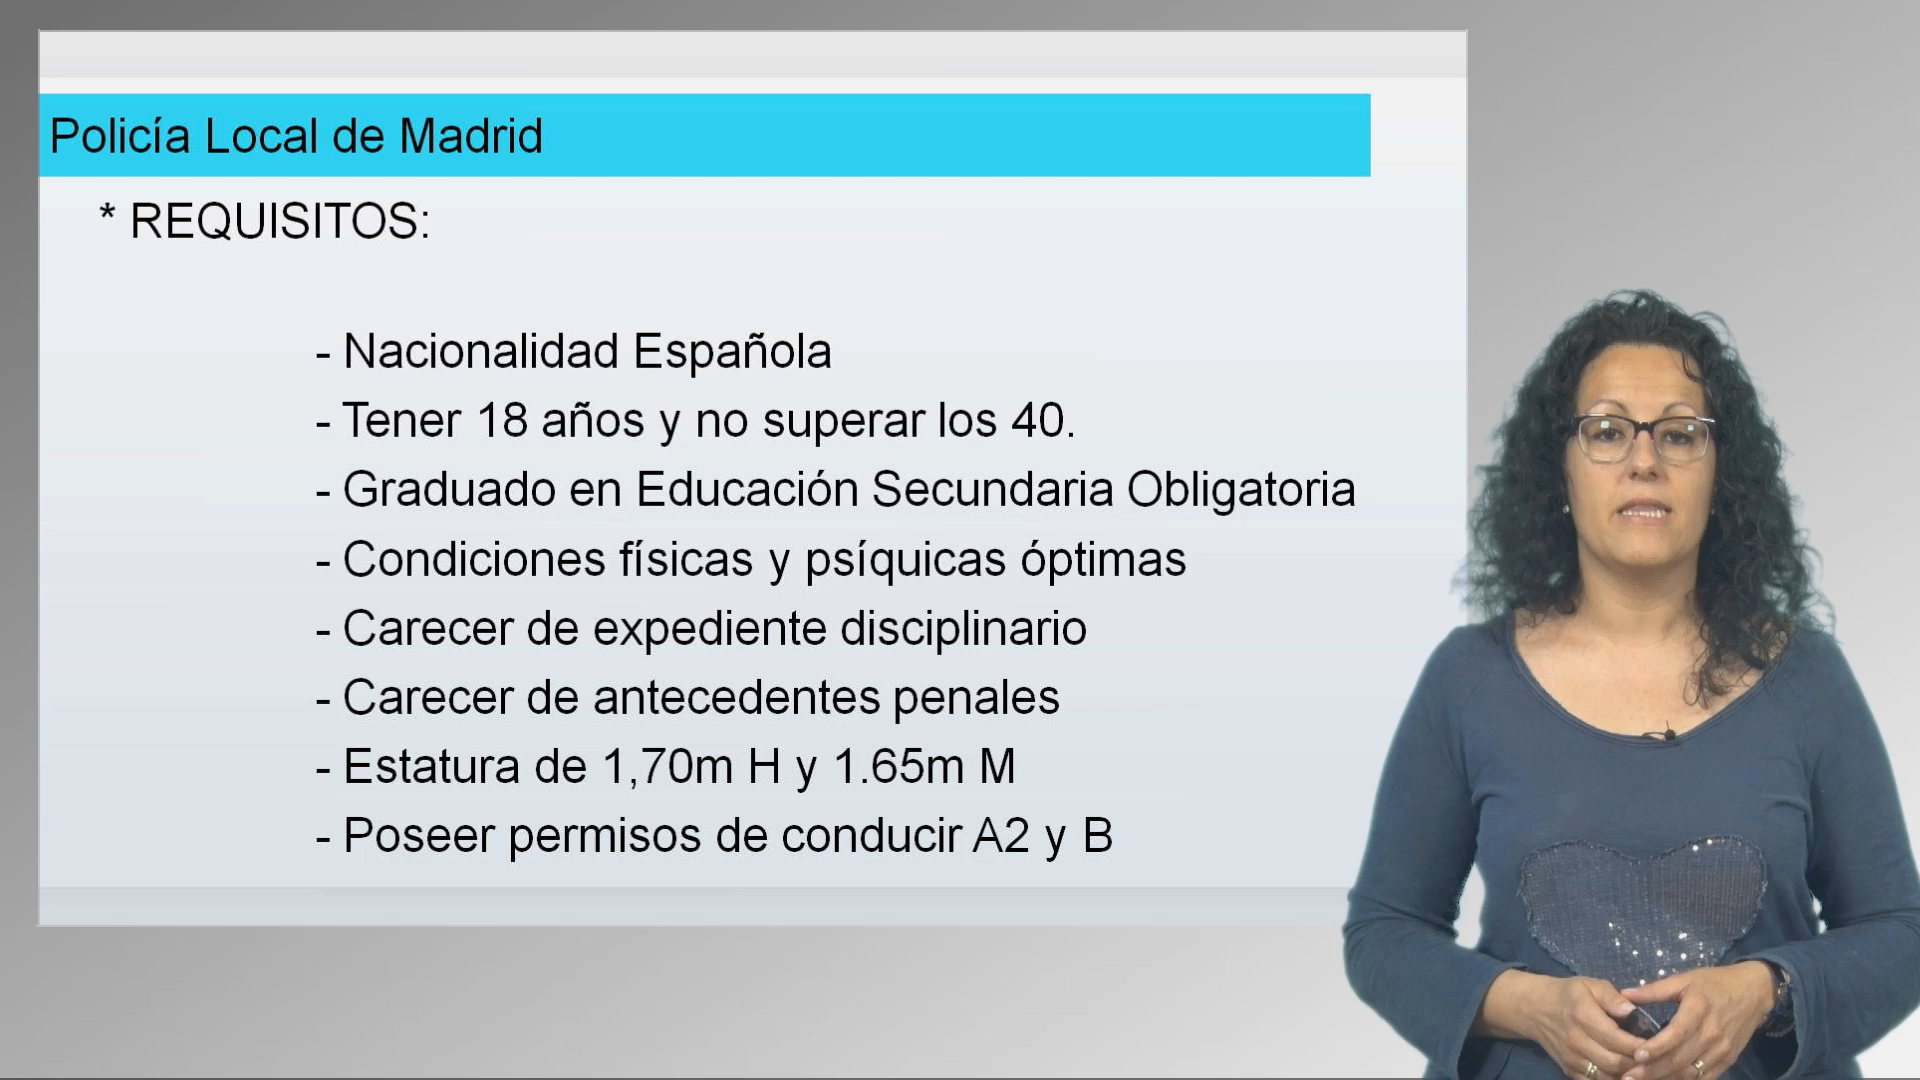 Policía Local de Madrid
* REQUISITOS:
- Nacionalidad Española
- Tener 18 años y no superar los 40.
- Graduado en Educación Secundaria Obligatoria
- Condiciones físicas y psíquicas óptimas
- Carecer de expediente disciplinario
- Carecer de antecedentes penales
- Estatura de 1,70m H y 1.65m M
- Poseer permisos de conducir A2 y B